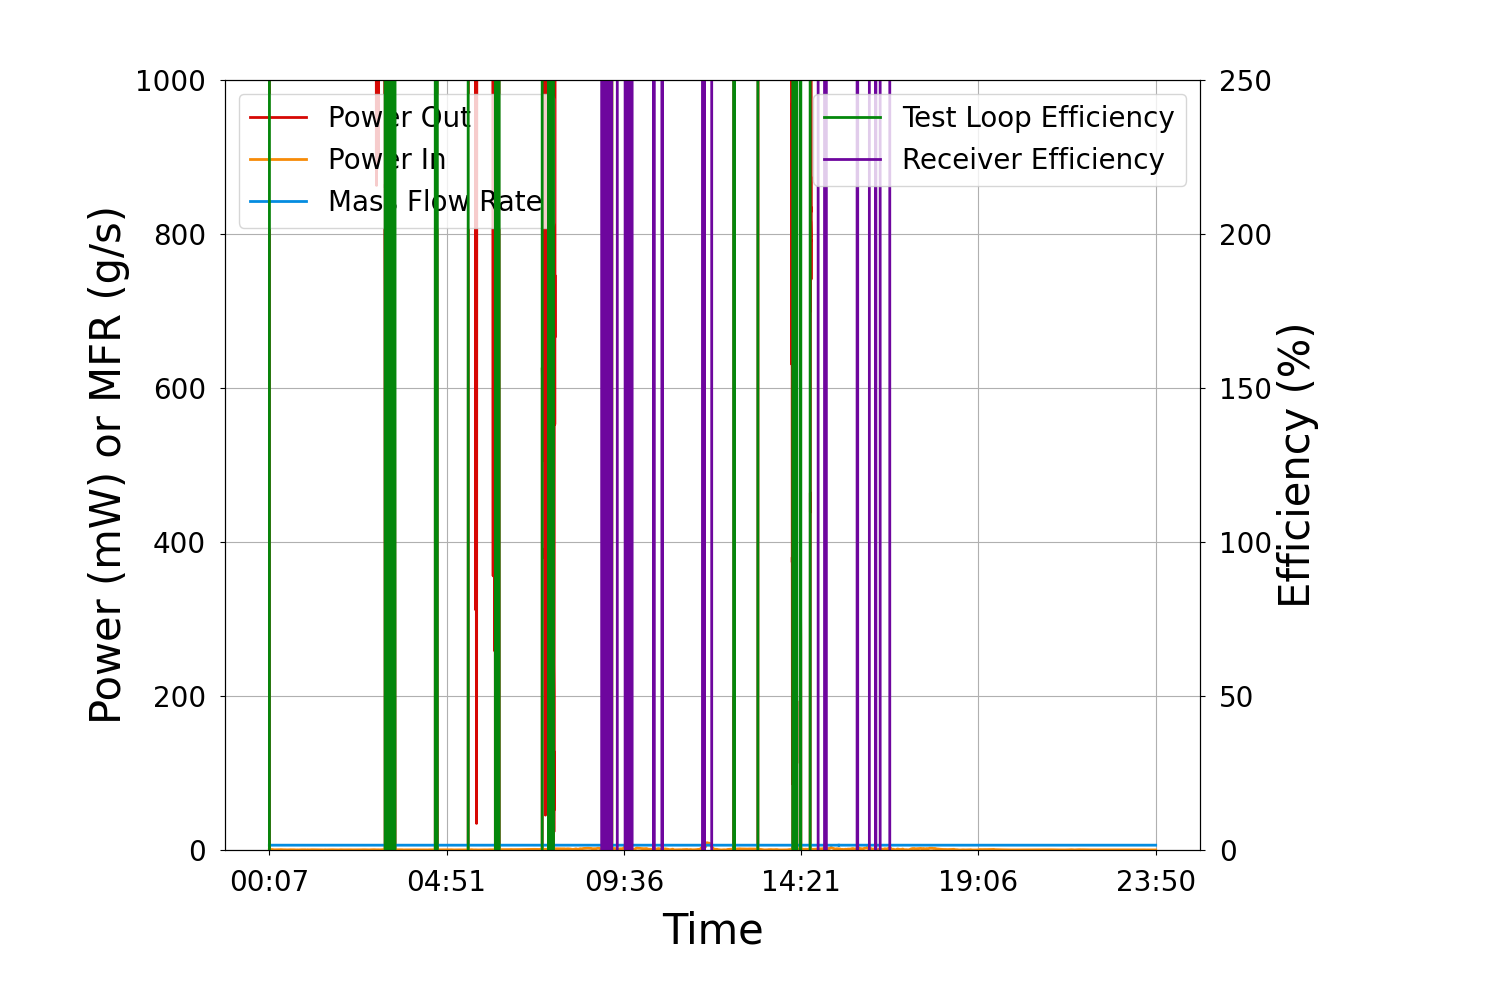 Power (mW) or MFR (g/s)
1000
800
600
400
200
0
Power Out
Power In
Mass Flow Rate
Test Loop Efficiency
Receiver Efficiency
250
200
150
100
50
0
Efficiency (%)
00:07
04:51
09:36
14:21
19:06
23:50
Time